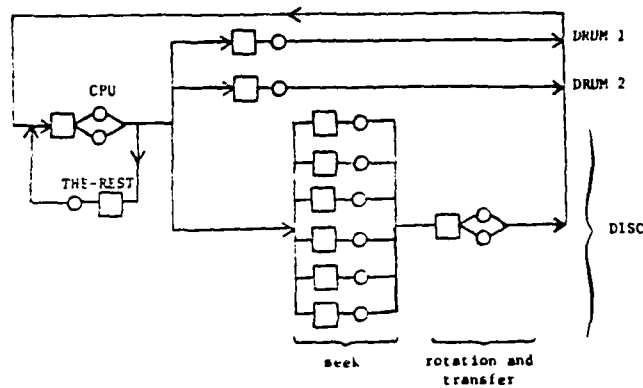 DRUM 1
CPU
DRUM 2
THE-REST
DISC
seek
rotation and
transfer